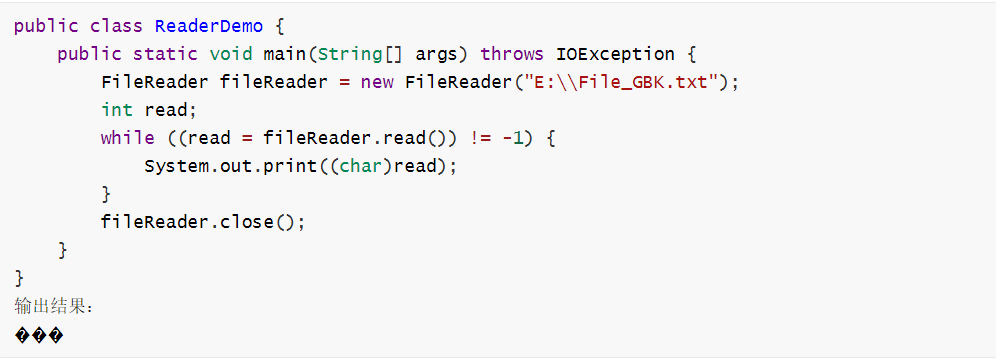 public class ReaderDemo {
    public static void main(String[] args) throws IOException {
        FileReader fileReader = new FileReader("E:\\File_GBK.txt");
        int read;
        while ((read = fileReader.read()) != -1) {
            System.out.print((char)read);
        }
        fileReader.close();
    }
}
输出结果：
���